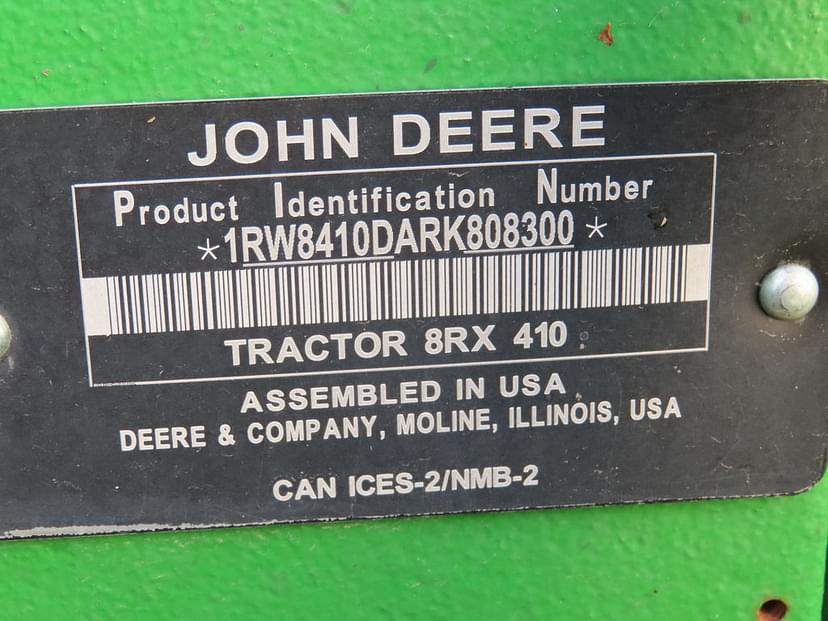 JOHN DEERE
Product Identification Number
*1RW8410DARK808300*
TRACTOR 8RX 410
ASSEMBLED IN USA
DEERE & COMPANY, MOLINE, ILLINOIS, USA
CAN ICES-2/NMB-2